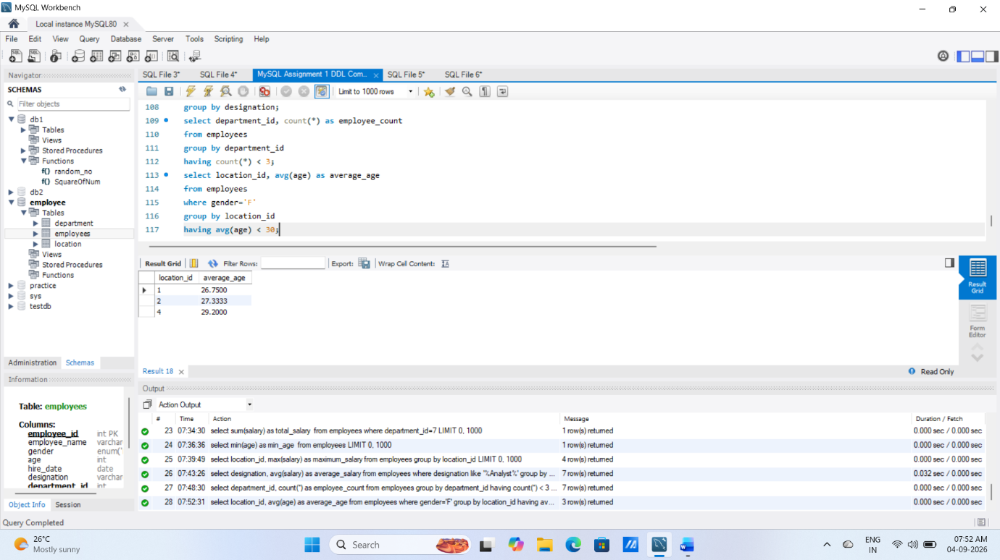 MySQL Workbench
Local instance MySQL80
File Edit View Query Database Server Tools Scripting Help
Navigator
SCHEMAS
Filter objects
db1
Tables
Views
Stored Procedures
Functions
f() random_no
f() SquareOfNum
db2
employee
Tables
department
employees
location
Views
Stored Procedures
Functions
practice
sys
testdb
Administration Schemas
Information
Table: employees
Columns:
employee_id int PK
employee_name varchar
gender enum('
age int
hire_date date
designation varchar
department_id int
Object Info Session
Query Completed
SQL File 3* SQL File 4* MySQL Assignment 1 DDL Com... SQL File 5* SQL File 6*
Limit to 1000 rows
108 group by designation;
109 select department_id, count(*) as employee_count
110 from employees
111 group by department_id
112 having count(*) < 3;
113 select location_id, avg(age) as average_age
114 from employees
115 where gender='F'
116 group by location_id
117 having avg(age) < 30;
Result Grid Filter Rows: Export: Wrap Cell Content:
location_id average_age
1 26.7500
2 27.3333
4 29.2000
Result Grid
Form Editor
Result 18 Read Only
Output
Action Output
# Time Action Message Duration / Fetch
23 07:34:30 select sum(salary) as total_salary from employees where department_id=7 LIMIT 0, 1000 1 row(s) returned 0.000 sec / 0.000 sec
24 07:36:36 select min(age) as min_age from employees LIMIT 0, 1000 1 row(s) returned 0.000 sec / 0.000 sec
25 07:39:49 select location_id, max(salary) as maximum_salary from employees group by location_id LIMIT 0, 1000 4 row(s) returned 0.000 sec / 0.000 sec
26 07:43:26 select designation, avg(salary) as average_salary from employees where designation like '%Analyst%' group by ... 7 row(s) returned 0.032 sec / 0.000 sec
27 07:48:30 select department_id, count(*) as employee_count from employees group by department_id having count(*) < 3 ... 7 row(s) returned 0.000 sec / 0.000 sec
28 07:52:31 select location_id, avg(age) as average_age from employees where gender='F' group by location_id having av... 3 row(s) returned 0.000 sec / 0.000 sec
26°C
Mostly sunny
Search
ENG
IN
07:52 AM
04-09-2026